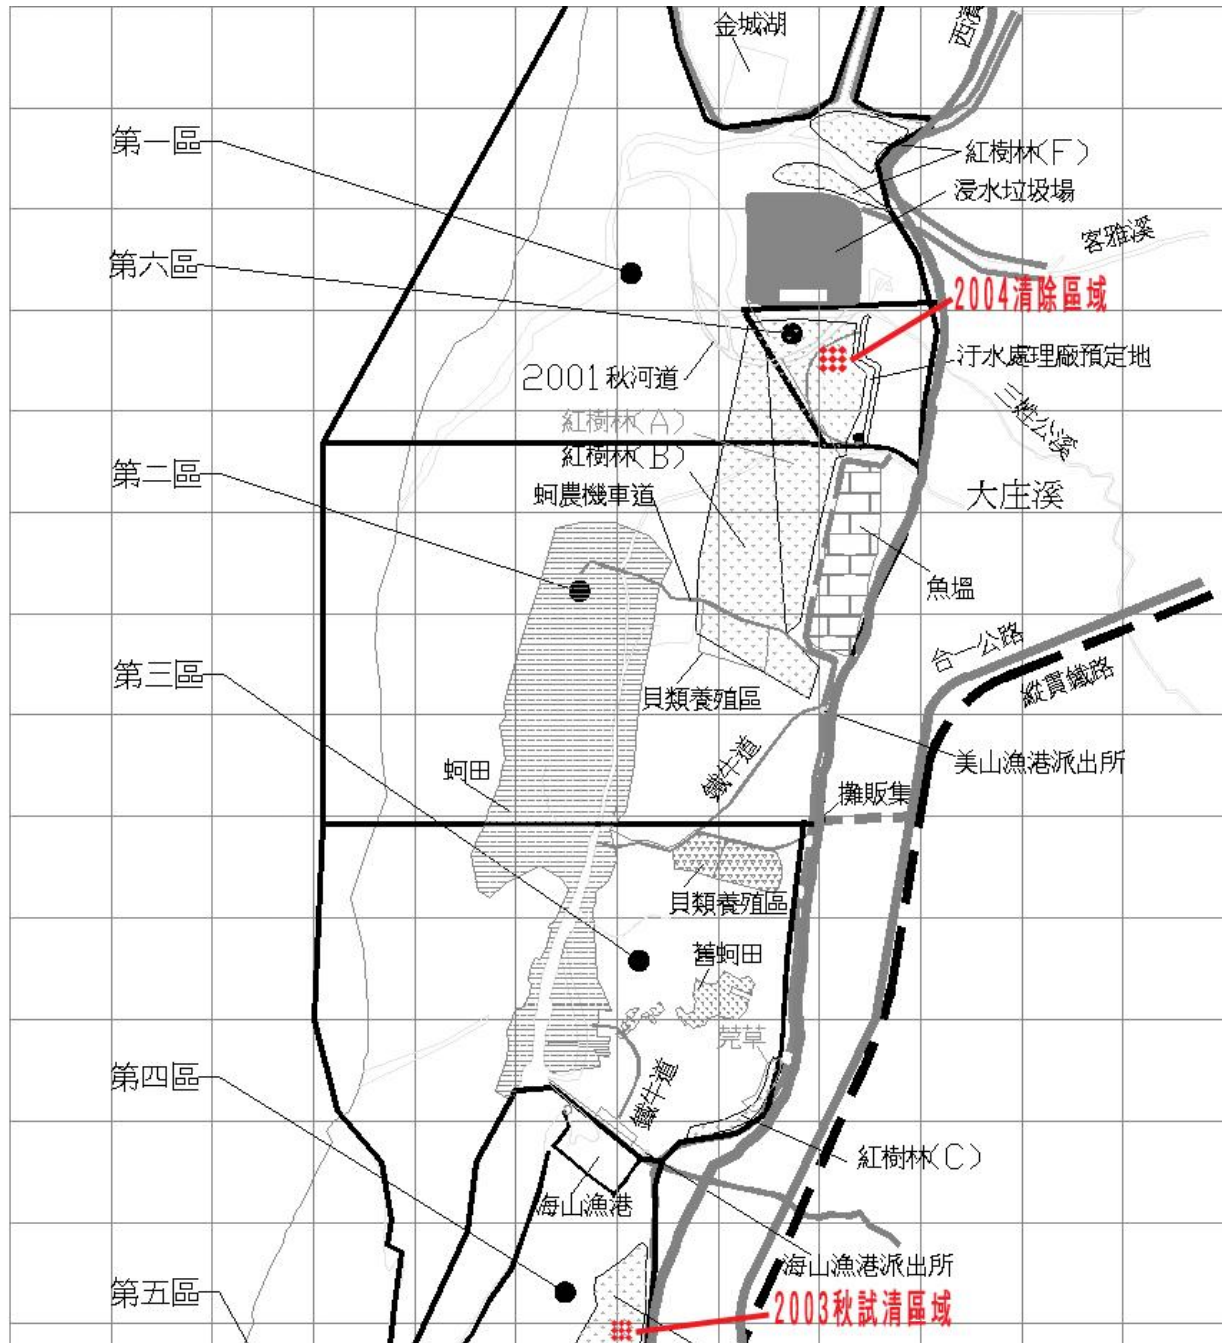 金城湖
西濱
第一區
紅樹林(F)
浸水垃圾場
客雅溪
第六區
2004清除區域
汙水處理廠預定地
2001秋河道
三姓公溪
紅樹林(A)
紅樹林(B)
第二區
蚵農機車道
大庄溪
魚塭
台一公路
第三區
縱貫鐵路
貝類養殖區
鐵牛道
美山漁港派出所
蚵田
攤販集
貝類養殖區
舊蚵田
莞草
第四區
鐵牛道
紅樹林(C)
海山漁港
海山漁港派出所
第五區
2003秋試清區域